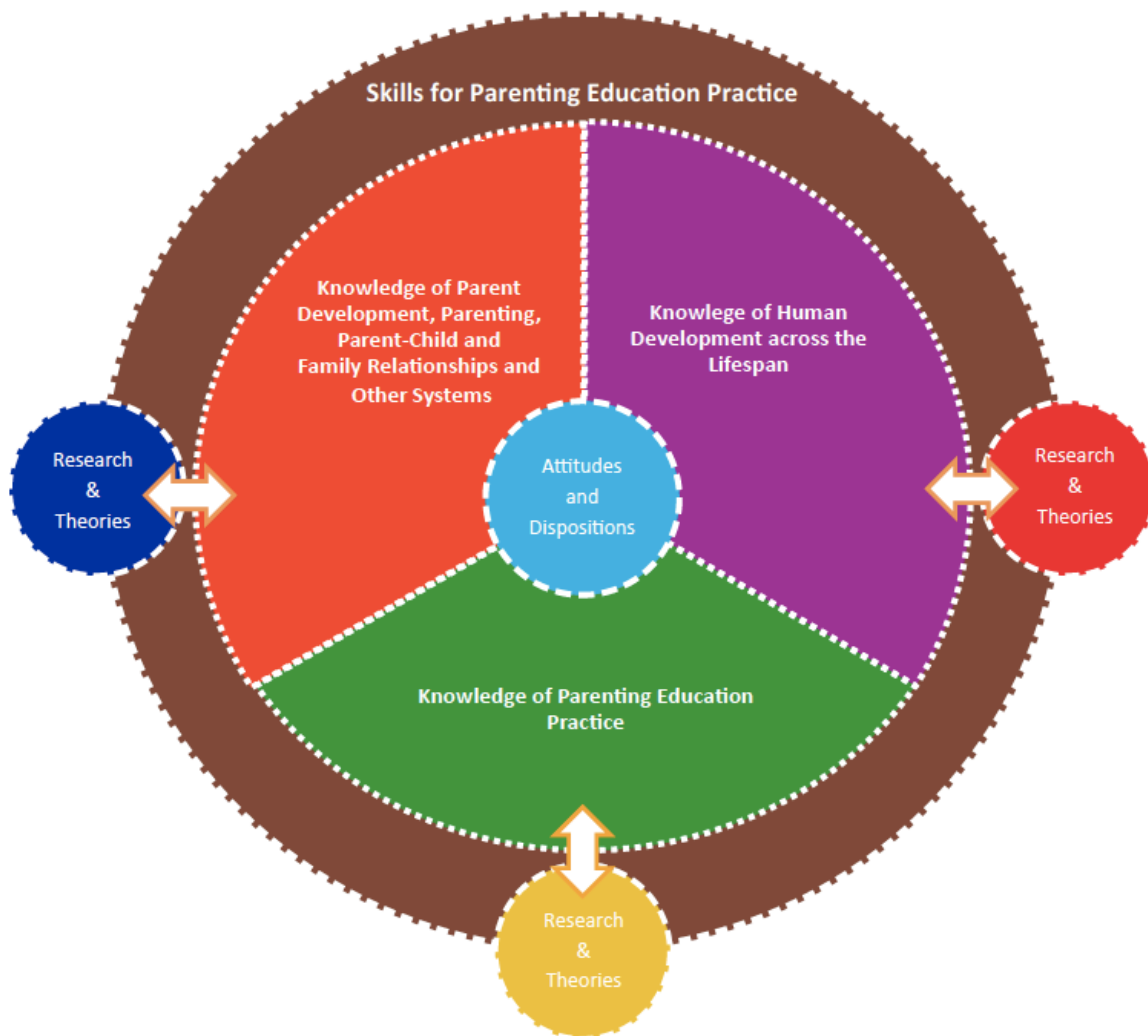 Skills for Parenting Education Practice
Knowledge of Parent
Development, Parenting,
Parent-Child and
Family Relationships and
Other Systems
Knowlege of Human
Development across the
Lifespan
Attitudes
and
Dispositions
Research
&
Theories
Research
&
Theories
Knowledge of Parenting Education
Practice
Research
&
Theories